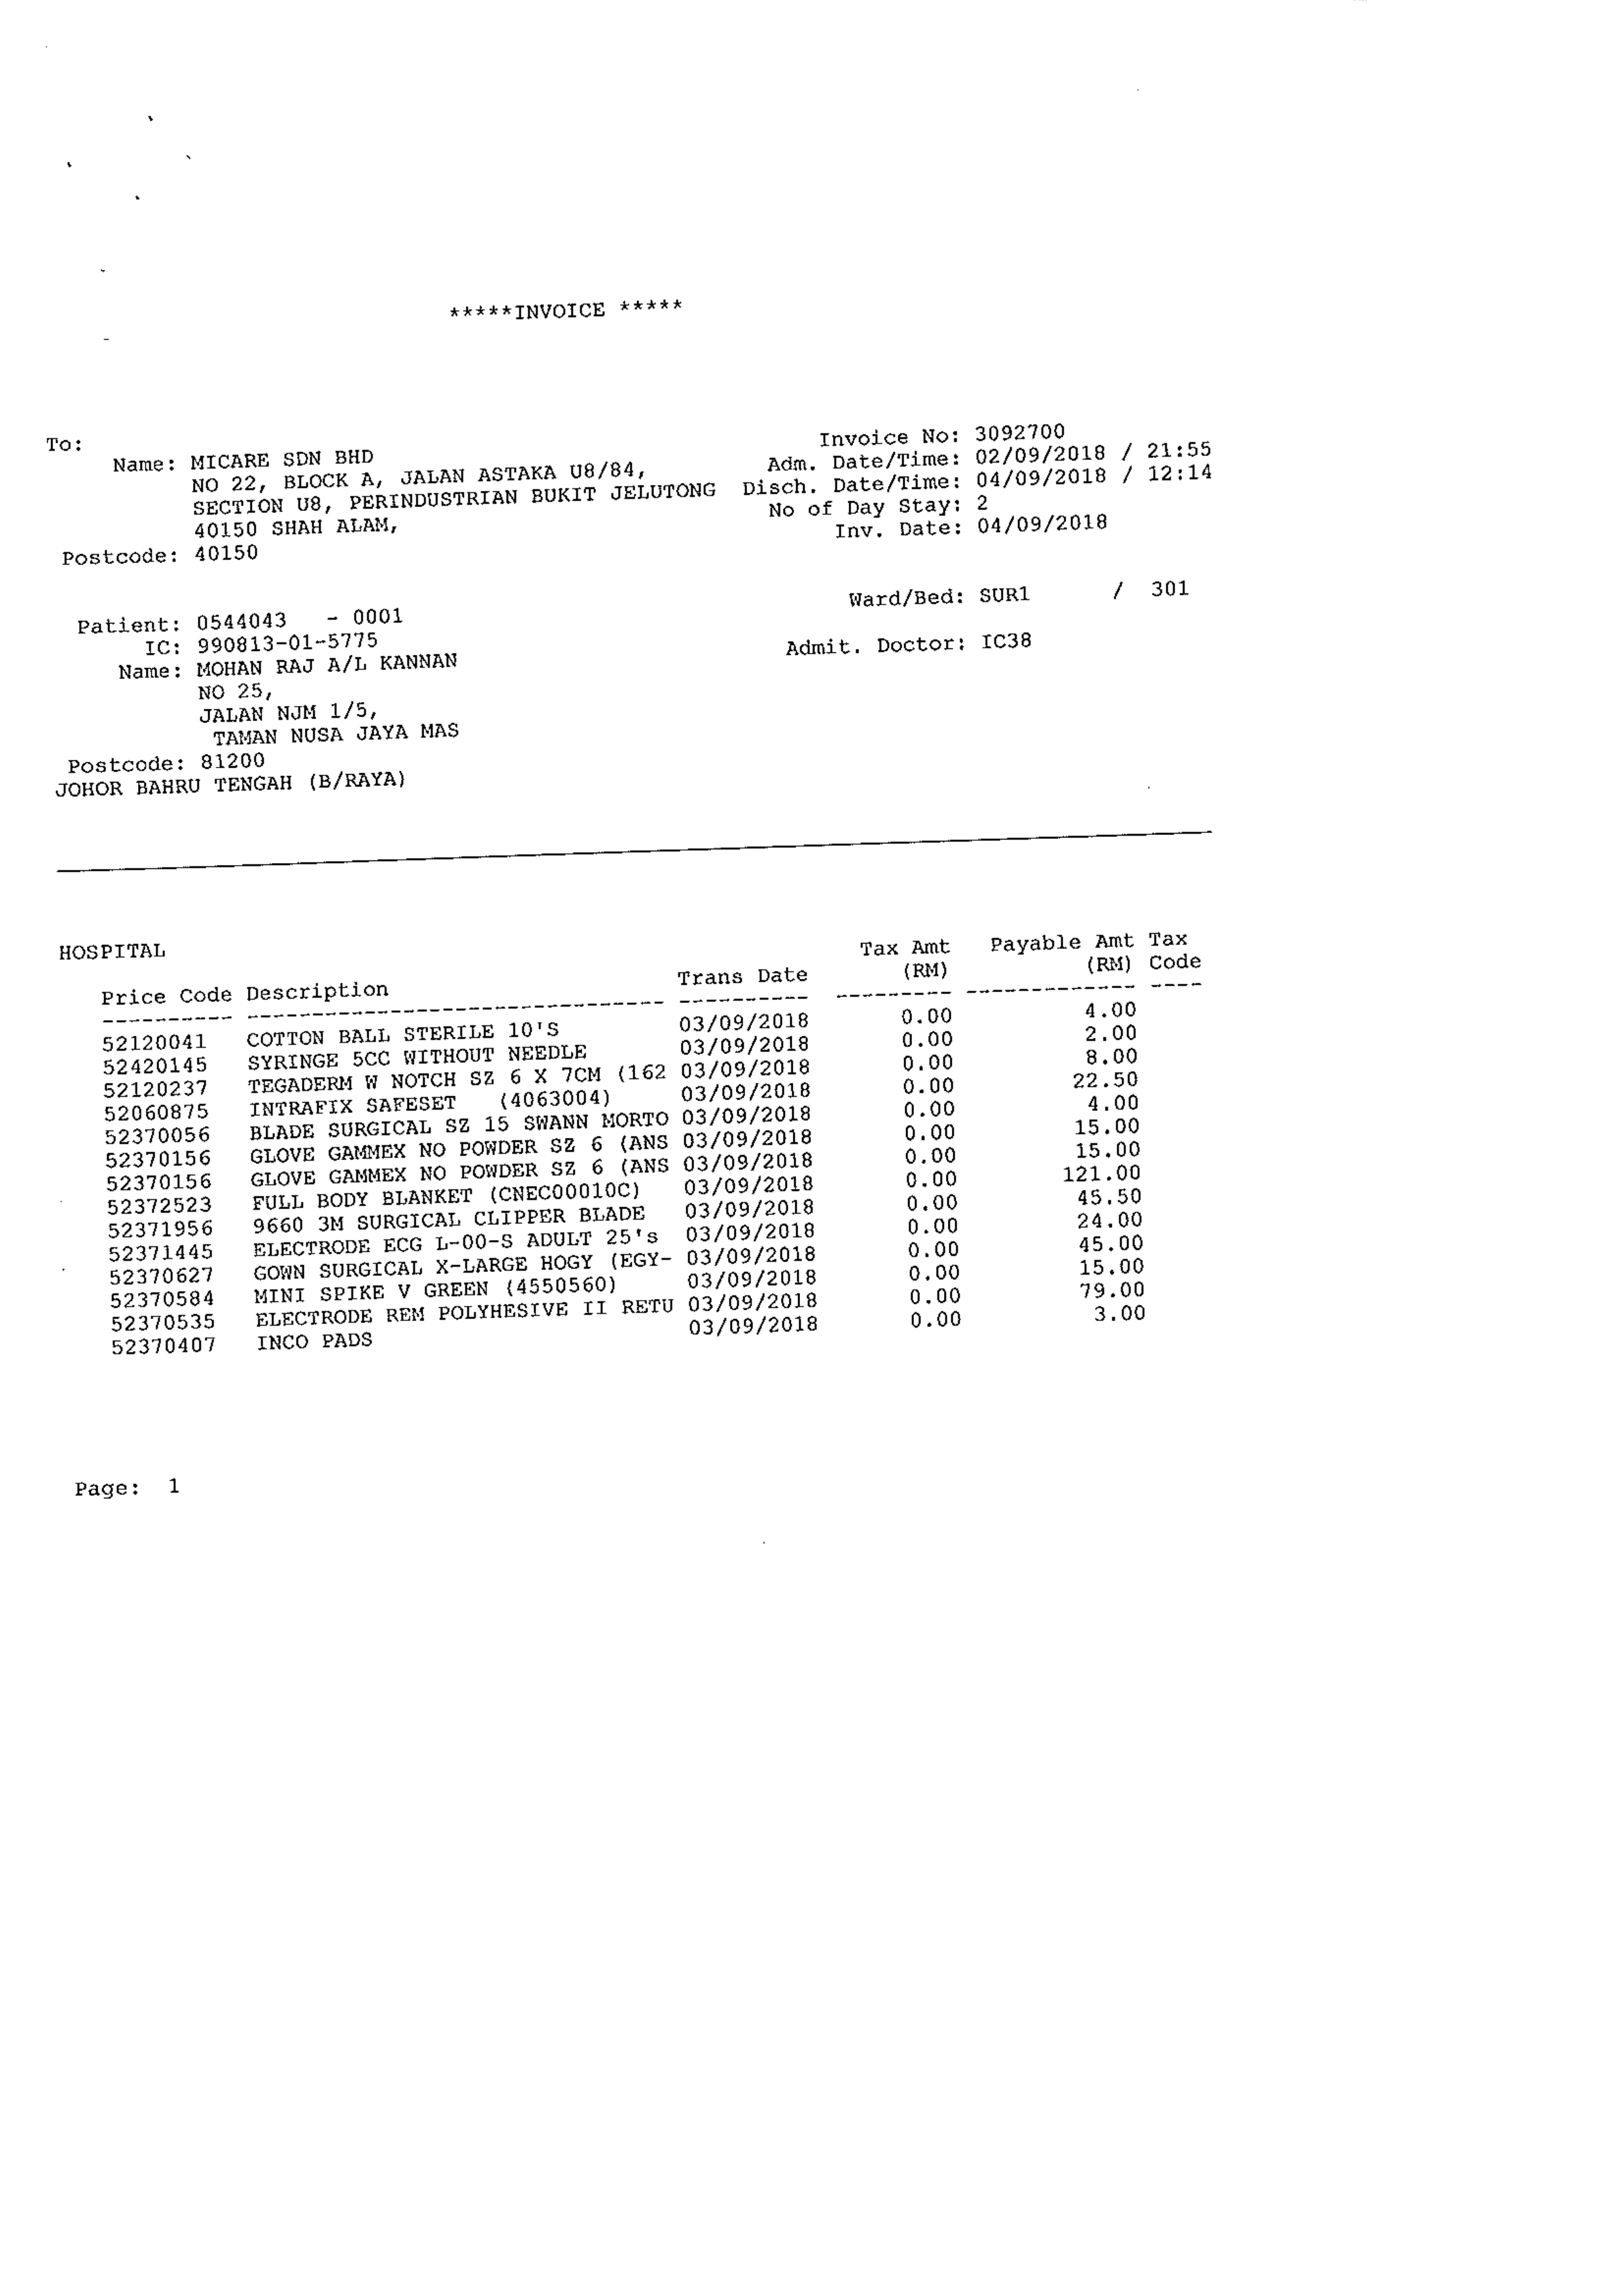 *****INVOICE *****
To:
Name: MICARE SDN BHD
NO 22, BLOCK A, JALAN ASTAKA U8/84,
SECTION U8, PERINDUSTRIAN BUKIT JELUTONG
40150 SHAH ALAM,
Postcode: 40150
Invoice No: 3092700
Adm. Date/Time: 02/09/2018 / 21:55
Disch. Date/Time: 04/09/2018 / 12:14
No of Day Stay: 2
Inv. Date: 04/09/2018
Patient: 0544043 - 0001
IC: 990813-01-5775
Name: MOHAN RAJ A/L KANNAN
NO 25,
JALAN NJM 1/5,
TAMAN NUSA JAYA MAS
Postcode: 81200
JOHOR BAHRU TENGAH (B/RAYA)
Ward/Bed: SUR1 / 301
Admit. Doctor: IC38
HOSPITAL
Tax Amt Payable Amt Tax
Price Code Description Trans Date (RM) (RM) Code
---------- -------------------------------- ---------- --------- ------------- ----
52120041 COTTON BALL STERILE 10'S 03/09/2018 0.00 4.00
52420145 SYRINGE 5CC WITHOUT NEEDLE 03/09/2018 0.00 2.00
52120237 TEGADERM W NOTCH SZ 6 X 7CM (162 03/09/2018 0.00 8.00
52060875 INTRAFIX SAFESET (4063004) 03/09/2018 0.00 22.50
52370056 BLADE SURGICAL SZ 15 SWANN MORTO 03/09/2018 0.00 4.00
52370156 GLOVE GAMMEX NO POWDER SZ 6 (ANS 03/09/2018 0.00 15.00
52370156 GLOVE GAMMEX NO POWDER SZ 6 (ANS 03/09/2018 0.00 15.00
52372523 FULL BODY BLANKET (CNEC00010C) 03/09/2018 0.00 121.00
52371956 9660 3M SURGICAL CLIPPER BLADE 03/09/2018 0.00 45.50
52371445 ELECTRODE ECG L-00-S ADULT 25's 03/09/2018 0.00 24.00
52370627 GOWN SURGICAL X-LARGE HOGY (EGY- 03/09/2018 0.00 45.00
52370584 MINI SPIKE V GREEN (4550560) 03/09/2018 0.00 15.00
52370535 ELECTRODE REM POLYHESIVE II RETU 03/09/2018 0.00 79.00
52370407 INCO PADS 03/09/2018 0.00 3.00
Page: 1